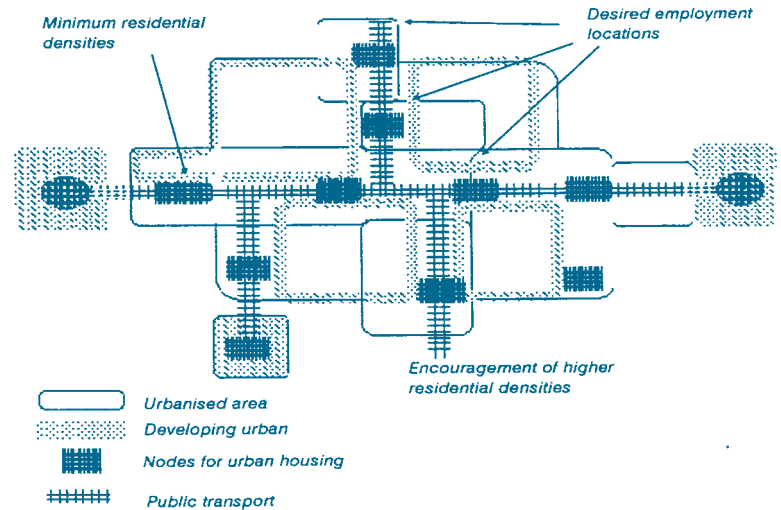 Minimum residential
densities
Desired employment
locations
Encouragement of higher
residential densities
Urbanised area
Developing urban
Nodes for urban housing
Public transport